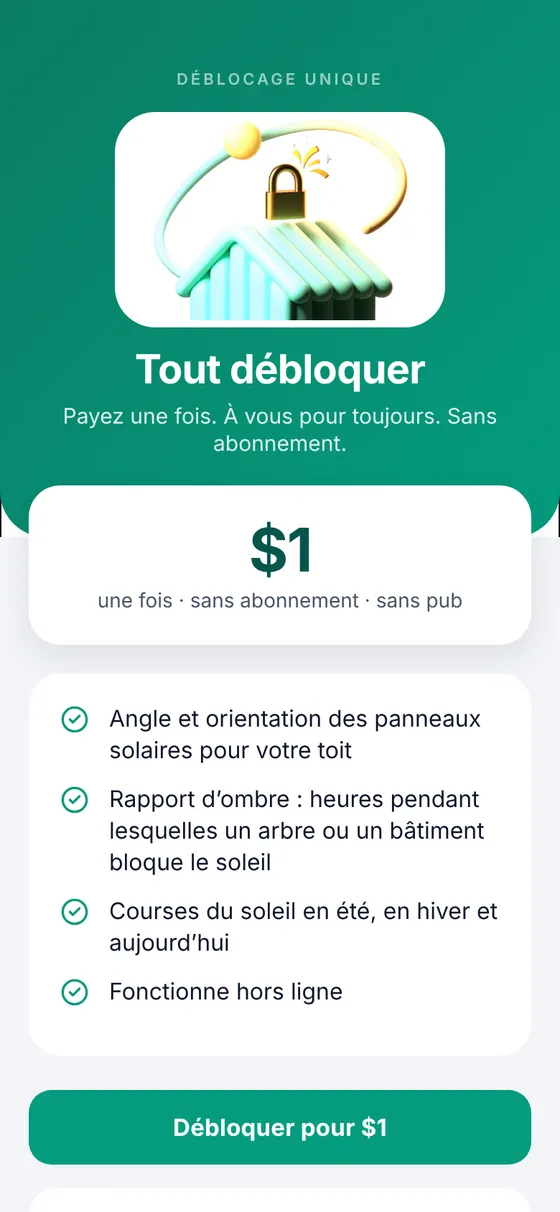 DÉBLOCAGE UNIQUE
Tout débloquer
Payez une fois. À vous pour toujours. Sans
abonnement.
$1
une fois · sans abonnement · sans pub
Angle et orientation des panneaux
solaires pour votre toit
Rapport d’ombre : heures pendant
lesquelles un arbre ou un bâtiment
bloque le soleil
Courses du soleil en été, en hiver et
aujourd’hui
Fonctionne hors ligne
Débloquer pour $1